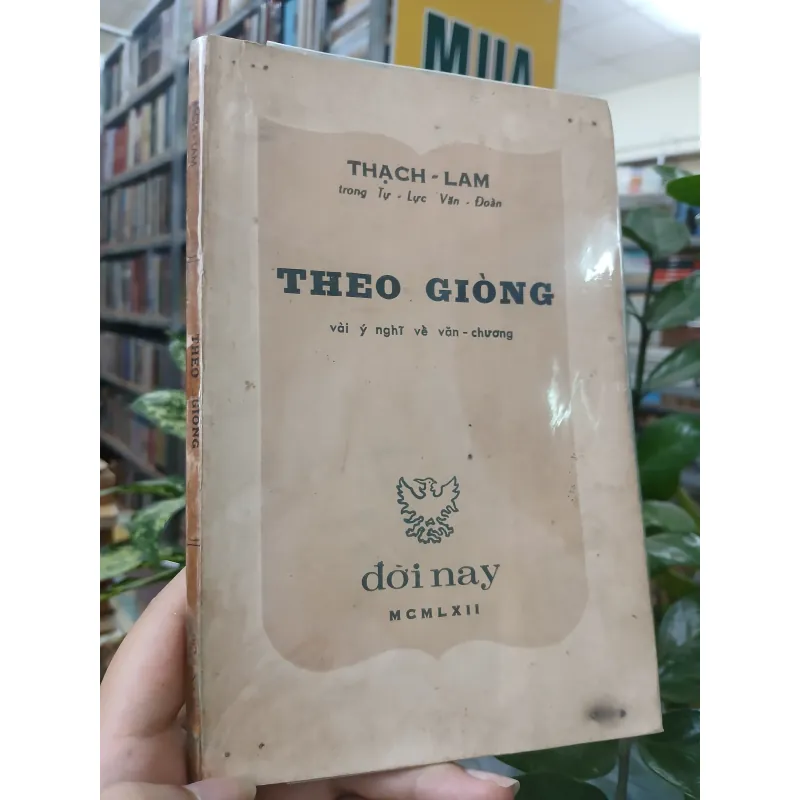 MUA
THẠCH - LAM
trong Tự - Lực Văn - Đoàn
THEO GIÒNG
vài ý nghĩ về văn - chương
đời nay
MCMLXII
THEO GIÒNG